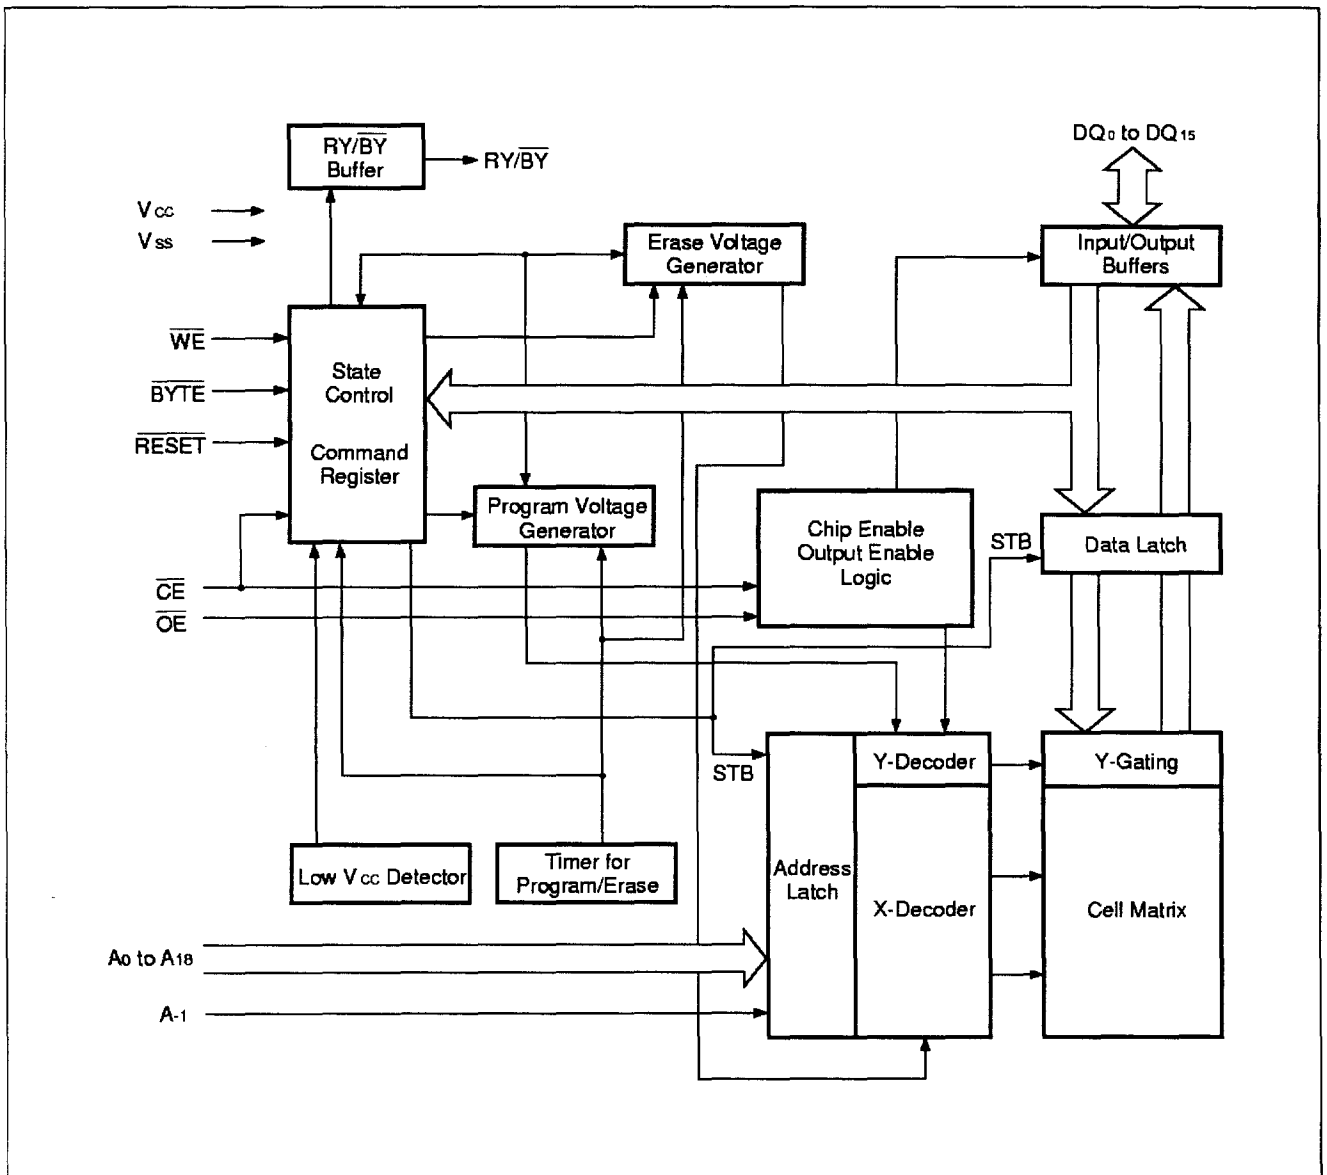 RY/BY
Buffer
RY/BY
DQ0 to DQ15
VCC
VSS
Erase Voltage
Generator
Input/Output
Buffers
WE
BYTE
RESET
State
Control
Command
Register
Program Voltage
Generator
Chip Enable
Output Enable
Logic
STB
Data Latch
CE
OE
STB
Y-Decoder
Y-Gating
Low VCC Detector
Timer for
Program/Erase
Address
Latch
X-Decoder
Cell Matrix
A0 to A18
A-1